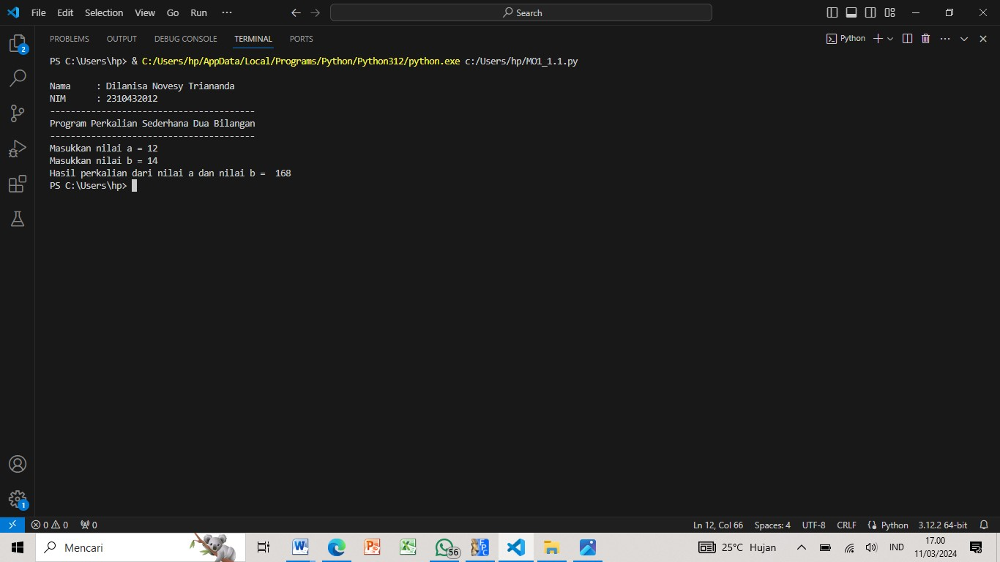 File Edit Selection View Go Run ··· Search
PROBLEMS OUTPUT DEBUG CONSOLE TERMINAL PORTS Python
PS C:\Users\hp> & C:/Users/hp/AppData/Local/Programs/Python/Python312/python.exe c:/Users/hp/MO1_1.1.py
Nama     : Dilanisa Novesy Triananda
NIM      : 2310432012
----------------------------------------
Program Perkalian Sederhana Dua Bilangan
----------------------------------------
Masukkan nilai a = 12
Masukkan nilai b = 14
Hasil perkalian dari nilai a dan nilai b =  168
PS C:\Users\hp>
2
1
0 0 0 Ln 12, Col 66 Spaces: 4 UTF-8 CRLF Python 3.12.2 64-bit
Mencari 56 25°C Hujan IND 17.00
11/03/2024